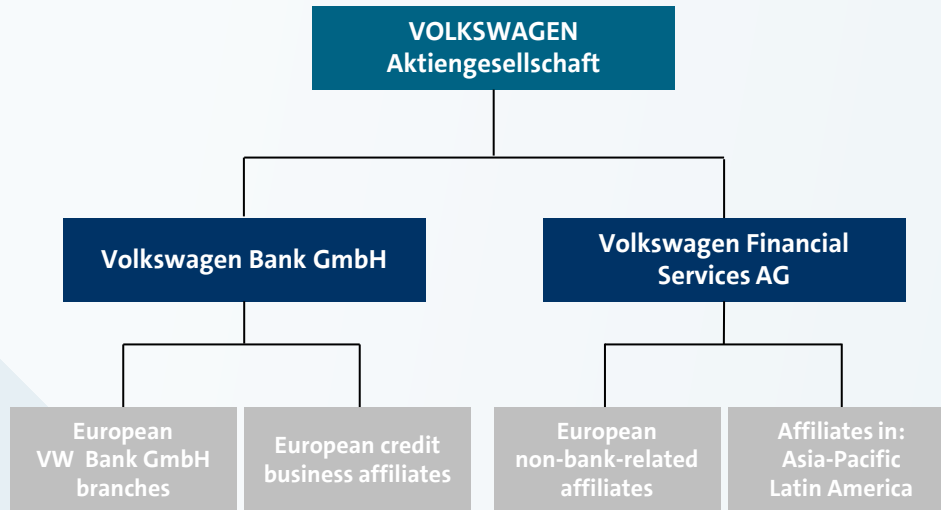 VOLKSWAGEN
Aktiengesellschaft
Volkswagen Bank GmbH
Volkswagen Financial
Services AG
European
VW Bank GmbH
branches
European credit
business affiliates
European
non-bank-related
affiliates
Affiliates in:
Asia-Pacific
Latin America